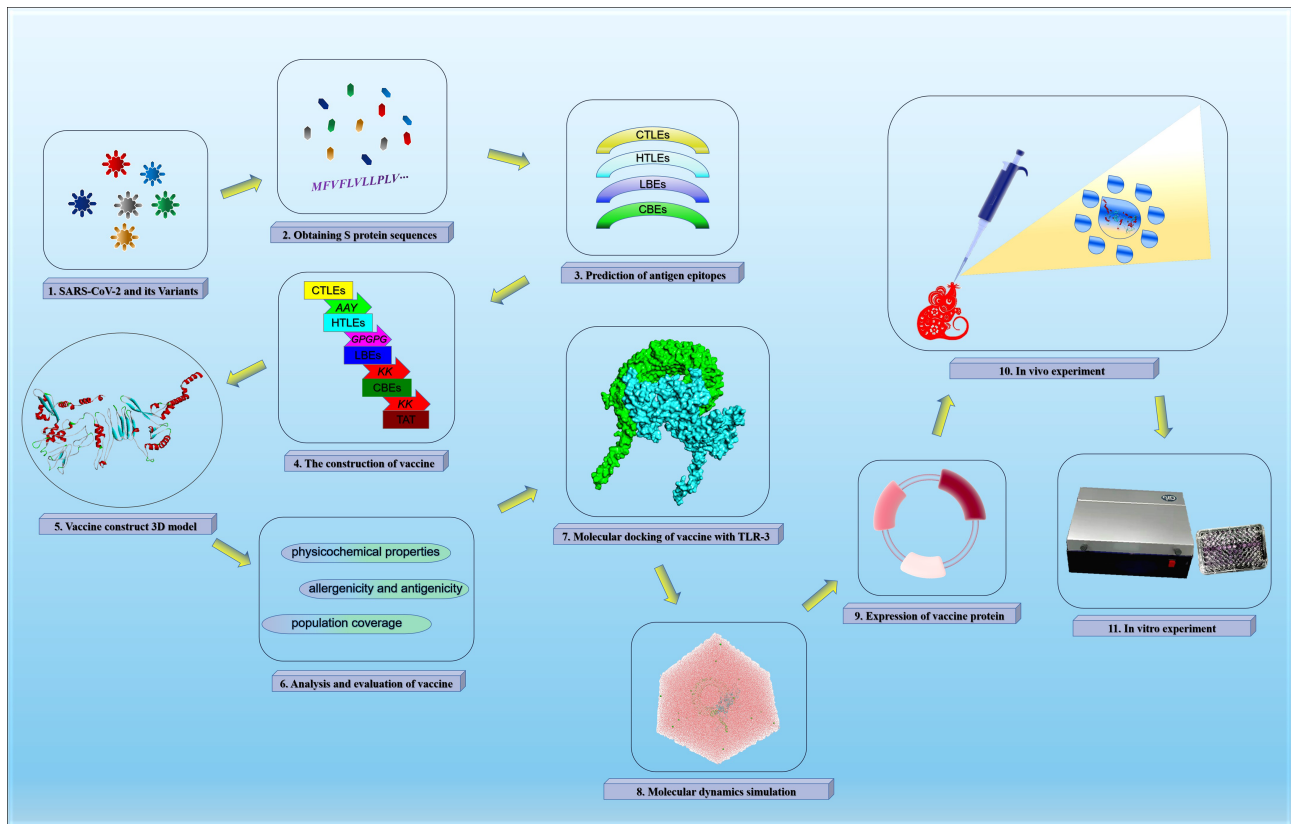 MFVFLVLLPLV...
1. SARS-CoV-2 and its Variants
2. Obtaining S protein sequences
CTLEs
HTLEs
LBEs
CBEs
3. Prediction of antigen epitopes
CTLEs
AAY
HTLEs
GPGPG
LBEs
KK
CBEs
KK
TAT
4. The construction of vaccine
5. Vaccine construct 3D model
physicochemical properties
allergenicity and antigenicity
population coverage
6. Analysis and evaluation of vaccine
7. Molecular docking of vaccine with TLR-3
8. Molecular dynamics simulation
9. Expression of vaccine protein
10. In vivo experiment
11. In vitro experiment